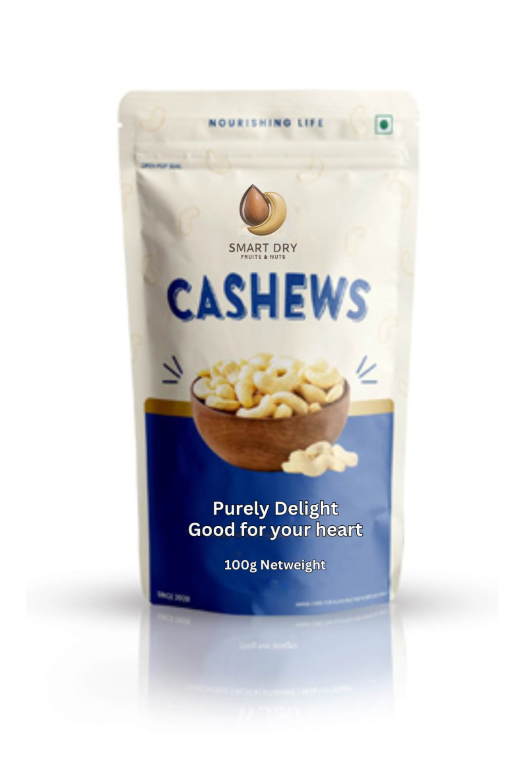 NOURISHING LIFE
SMART DRY
FRUITS & NUTS
CASHEWS
Purely Delight
Good for your heart
100g Netweight